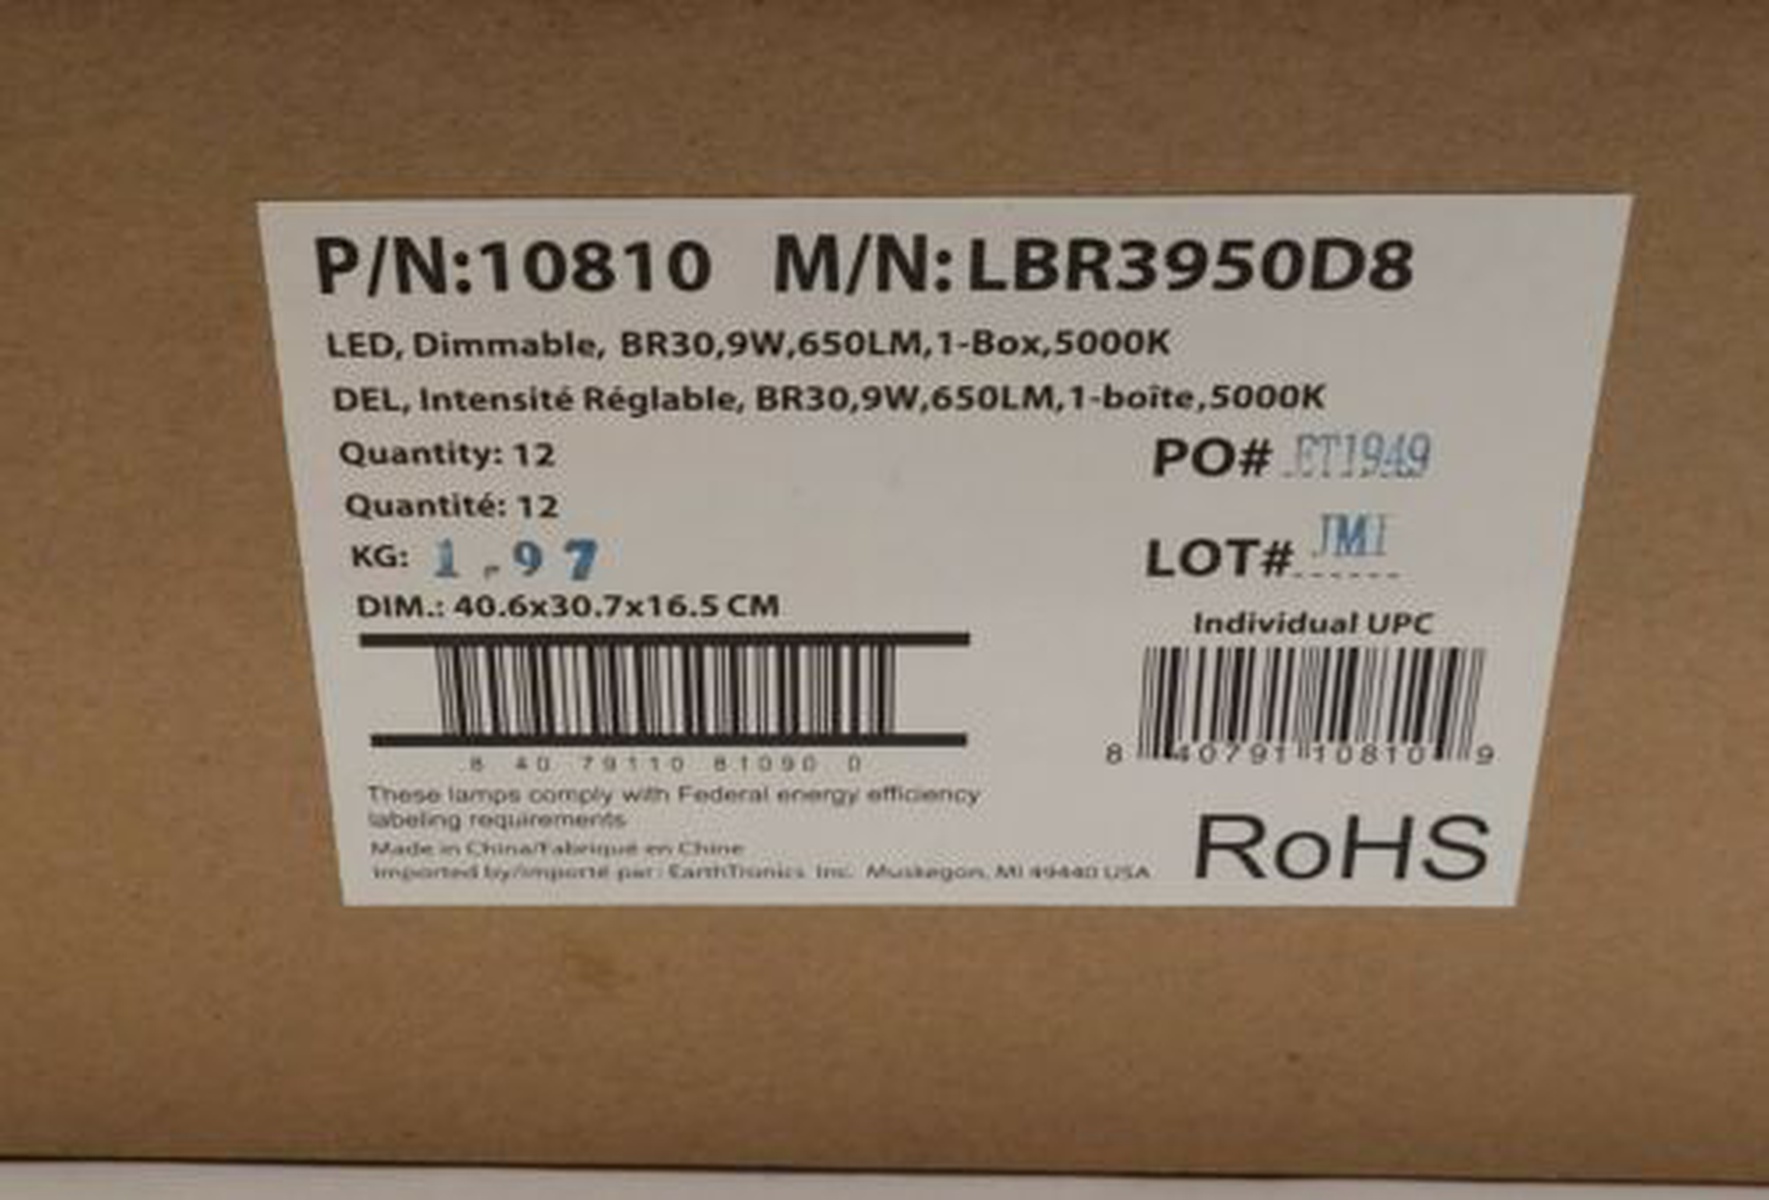 P/N:10810 M/N:LBR3950D8
LED, Dimmable, BR30,9W,650LM,1-Box,5000K
DEL, Intensité Réglable, BR30,9W,650LM,1-boîte,5000K
Quantity: 12
Quantité: 12
KG: 1.97
DIM.: 40.6x30.7x16.5 CM
8 40 79110 81090 0
These lamps comply with Federal energy efficiency
labeling requirements
Made in China/Fabriqué en Chine
Imported by/importé par: EarthTronics Inc. Muskegon, MI 49440 USA
PO# ET1949
LOT# JMI
Individual UPC
8 40791 10810 9
RoHS